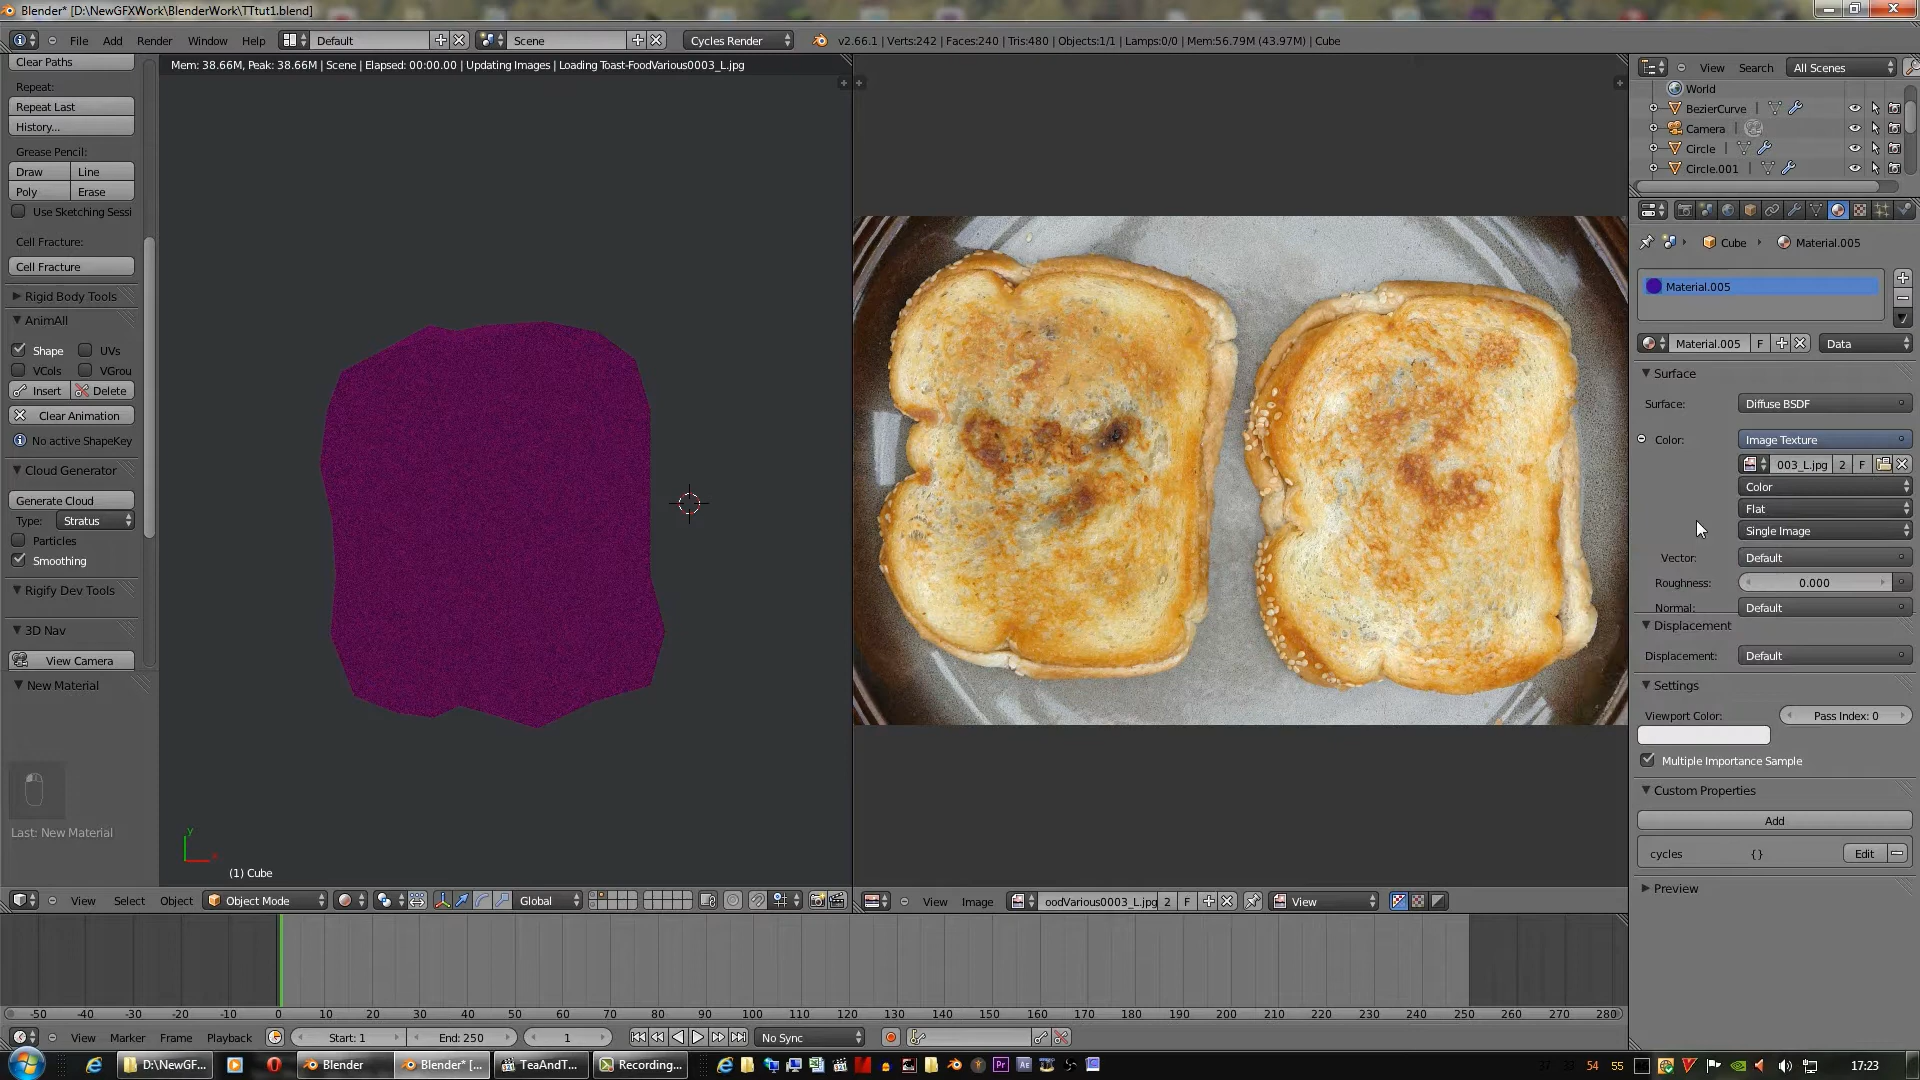 Blender* [D:\NewGFXWork\BlenderWork\TTtut1.blend]
File Add Render Window Help Default Scene Cycles Render v2.66.1 | Verts:242 | Faces:240 | Tris:480 | Objects:1/1 | Lamps:0/0 | Mem:56.79M (43.97M) | Cube
Clear Paths
Repeat:
Repeat Last
History...
Grease Pencil:
Draw Line
Poly Erase
Use Sketching Sessi
Cell Fracture:
Cell Fracture
Rigid Body Tools
AnimAll
Shape UVs
VCols VGrou
Insert Delete
Clear Animation
No active ShapeKey
Cloud Generator
Generate Cloud
Type: Stratus
Particles
Smoothing
Rigify Dev Tools
3D Nav
View Camera
New Material
Last: New Material
Mem: 38.66M, Peak: 38.66M | Scene | Elapsed: 00:00.00 | Updating Images | Loading Toast-FoodVarious0003_L.jpg
y
(1) Cube
View Select Object Object Mode Global
View Image oodVarious0003_L.jpg 2 F View
View Search All Scenes
World
BezierCurve
Camera
Circle
Circle.001
Cube Material.005
Material.005
Material.005 F Data
Surface
Surface: Diffuse BSDF
Color: Image Texture
003_L.jpg 2 F
Color
Flat
Single Image
Vector: Default
Roughness: 0.000
Normal: Default
Displacement
Displacement: Default
Settings
Viewport Color: Pass Index: 0
Multiple Importance Sample
Custom Properties
Add
cycles {} Edit
Preview
-50 -40 -30 -20 -10 0 10 20 30 40 50 60 70 80 90 100 110 120 130 140 150 160 170 180 190 200 210 220 230 240 250 260 270 280
View Marker Frame Playback Start: 1 End: 250 1 No Sync
D:\NewGF... Blender Blender* [... TeaAndT... Recording... Pr Ae 54 55 17:23